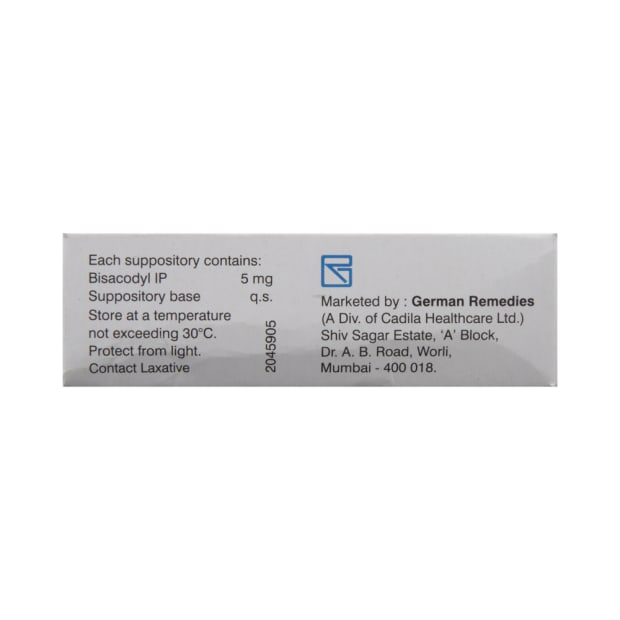 Each suppository contains:
Bisacodyl IP 5 mg
Suppository base q.s.
Store at a temperature
not exceeding 30°C.
Protect from light.
Contact Laxative
2045905
Marketed by : German Remedies
(A Div. of Cadila Healthcare Ltd.)
Shiv Sagar Estate, ‘A’ Block,
Dr. A. B. Road, Worli,
Mumbai - 400 018.